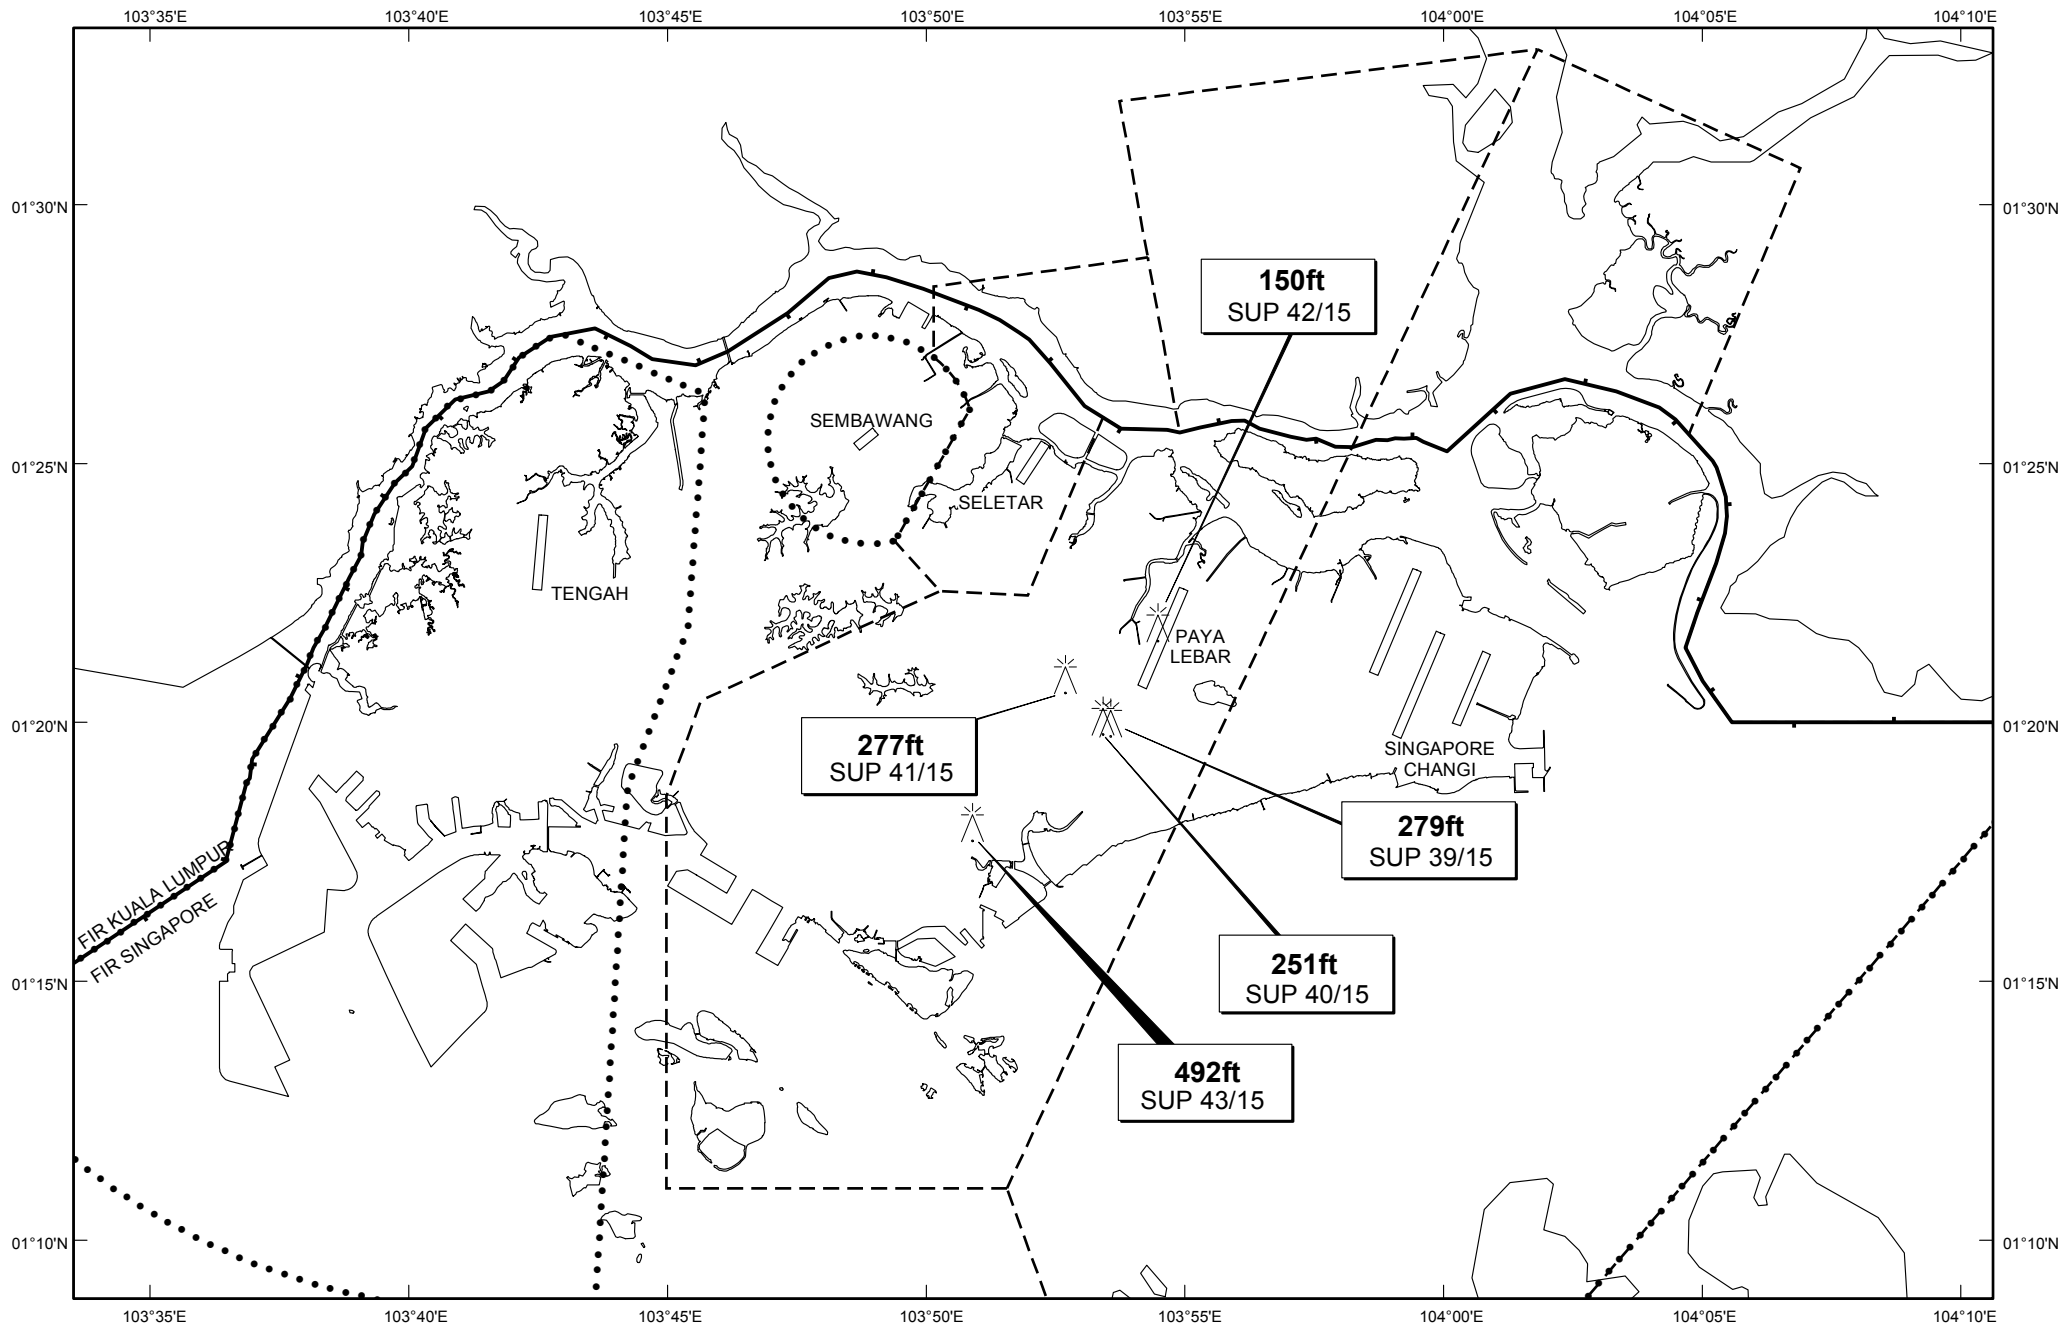 103°35'E 103°40'E 103°45'E 103°50'E 103°55'E 104°00'E 104°05'E 104°10'E
01°30'N 01°30'N
150ft
SUP 42/15
SEMBAWANG
01°25'N 01°25'N
SELETAR
TENGAH
PAYA
LEBAR
01°20'N 01°20'N
277ft
SUP 41/15
SINGAPORE
CHANGI
279ft
SUP 39/15
FIR KUALA LUMPUR
FIR SINGAPORE
251ft
SUP 40/15
01°15'N 01°15'N
492ft
SUP 43/15
01°10'N 01°10'N
103°35'E 103°40'E 103°45'E 103°50'E 103°55'E 104°00'E 104°05'E 104°10'E